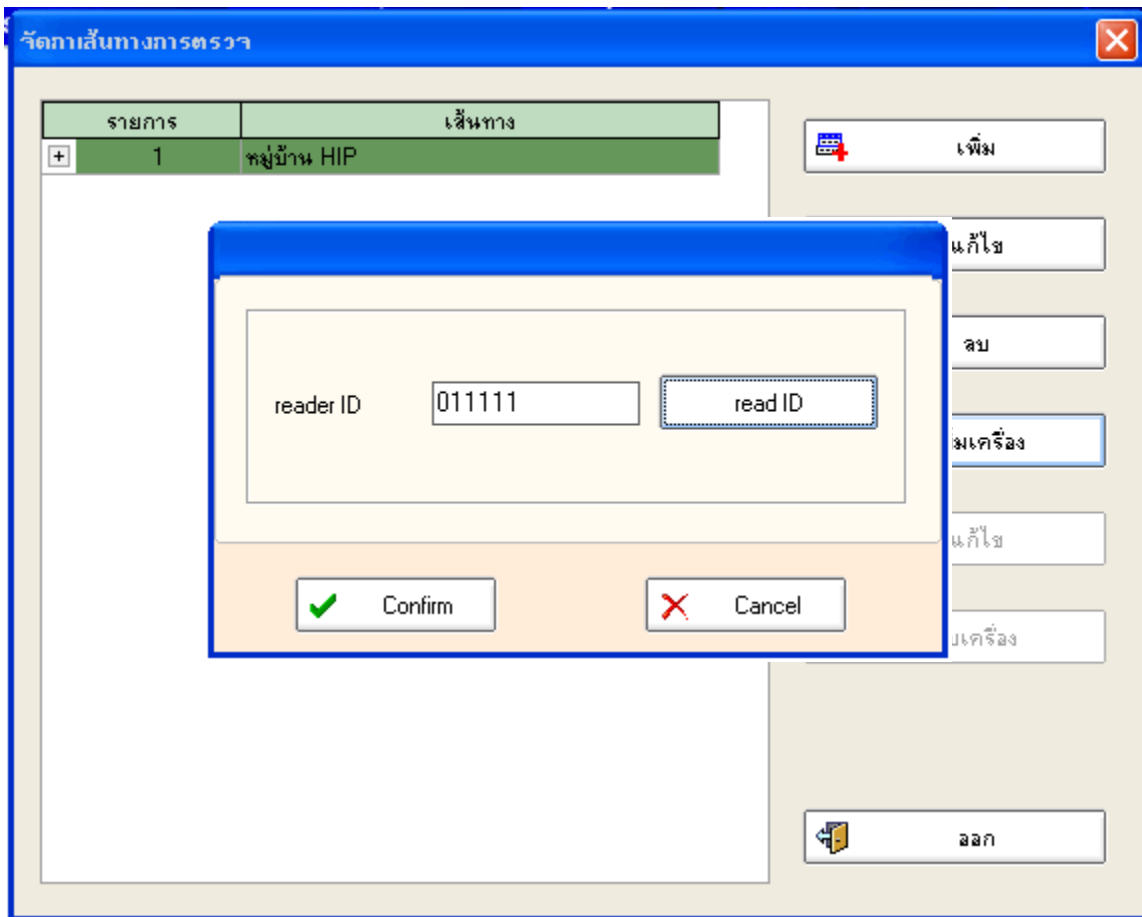 จัดกาเส้นทางการตรวจ
รายการ เส้นทาง
1 หมู่บ้าน HIP
เพิ่ม
แก้ไข
ลบ
reader ID 011111 read ID
เครื่อง
แก้ไข
เครื่อง
Confirm Cancel
ออก